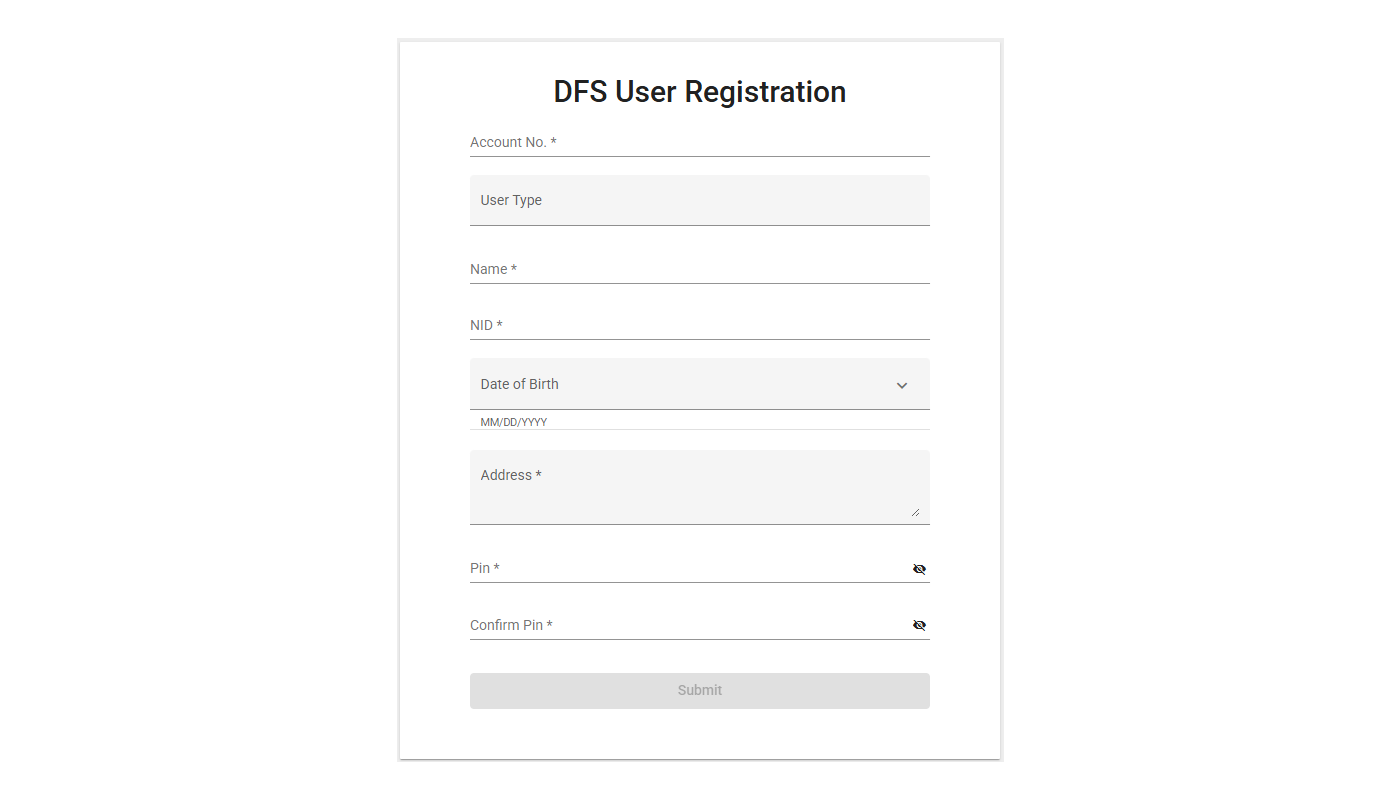 DFS User Registration
Account No. *
User Type
Name *
NID *
Date of Birth
MM/DD/YYYY
Address *
Pin *
Confirm Pin *
Submit